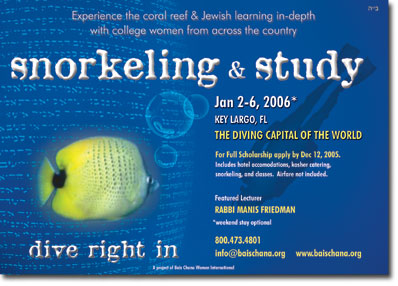 ב"ה
Experience the coral reef & Jewish learning in-depth
with college women from across the country
snorkeling & study
Jan 2-6, 2006*
KEY LARGO, FL
THE DIVING CAPITAL OF THE WORLD
For Full Scholarship apply by Dec 12, 2005.
Includes hotel accomodations, kosher catering,
snorkeling, and classes. Airfare not included.
Featured Lecturer
RABBI MANIS FRIEDMAN
*weekend stay optional
dive right in
800.473.4801
info@baischana.org www.baischana.org
A project of Bais Chana Women International